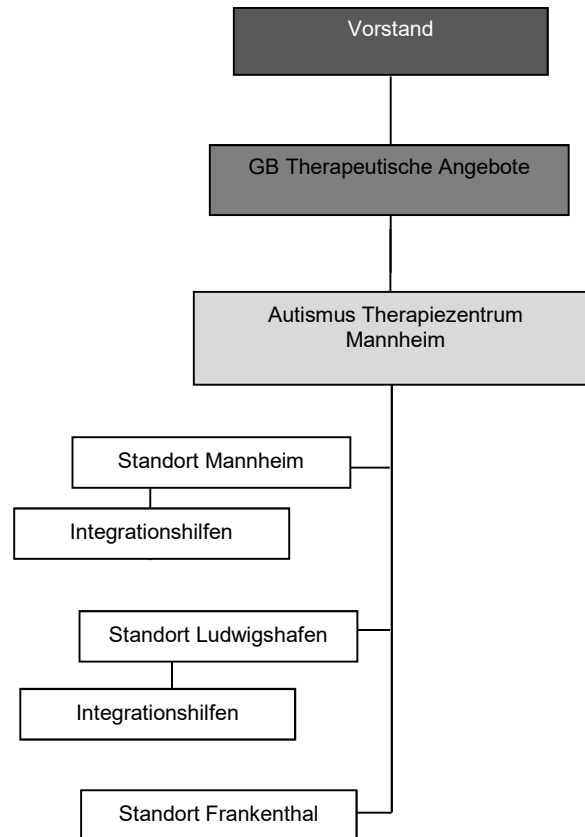 Vorstand
GB Therapeutische Angebote
Autismus Therapiezentrum
Mannheim
Standort Mannheim
Integrationshilfen
Standort Ludwigshafen
Integrationshilfen
Standort Frankenthal